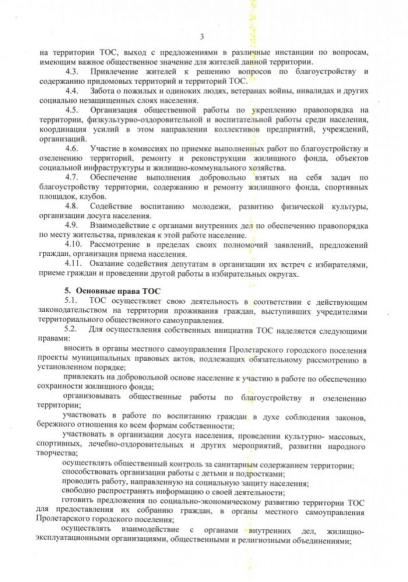 3
на территории ТОС, выход с предложениями в различные инстанции по вопросам,
имеющим важное общественное значение для жителей данной территории.
4.3. Привлечение жителей к решению вопросов по благоустройству и
содержанию придомовых территорий и территорий ТОС.
4.4. Забота о пожилых и одиноких людях, ветеранах войны, инвалидах и других
социально незащищенных слоях населения.
4.5. Организация общественной работы по укреплению правопорядка на
территории, физкультурно-оздоровительной и воспитательной работы среди населения,
координация усилий в этом направлении коллективов предприятий, учреждений,
организаций.
4.6. Участие в комиссиях по приемке выполненных работ по благоустройству и
озеленению территорий, ремонту и реконструкции жилищного фонда, объектов
социальной инфраструктуры и жилищно-коммунального хозяйства.
4.7. Обеспечение выполнения добровольно взятых на себя задач по
благоустройству территории, содержанию и ремонту жилищного фонда, спортивных
площадок, клубов.
4.8. Содействие воспитанию молодежи, развитию физической культуры,
организации досуга населения.
4.9. Взаимодействие с органами внутренних дел по обеспечению правопорядка
по месту жительства, привлекая к этой работе население.
4.10. Рассмотрение в пределах своих полномочий заявлений, предложений
граждан, организация приема населения.
4.11. Оказание содействия депутатам в организации их встреч с избирателями,
приеме граждан и проведении другой работы в избирательных округах.
5. Основные права ТОС
5.1. ТОС осуществляет свою деятельность в соответствии с действующим
законодательством на территории проживания граждан, выступивших учредителями
территориального общественного самоуправления.
5.2. Для осуществления собственных инициатив ТОС наделяется следующими
правами:
вносить в органы местного самоуправления Пролетарского городского поселения
проекты муниципальных правовых актов, подлежащих обязательному рассмотрению в
установленном порядке;
привлекать на добровольной основе население к участию в работе по обеспечению
сохранности жилищного фонда;
организовывать общественные работы по благоустройству и озеленению
территории;
участвовать в работе по воспитанию граждан в духе соблюдения законов,
бережного отношения ко всем формам собственности;
участвовать в организации досуга населения, проведении культурно- массовых,
спортивных, лечебно-оздоровительных и других мероприятий, развитии народного
творчества;
осуществлять общественный контроль за санитарным содержанием территории;
способствовать организации работы с детьми и подростками;
проводить работу, направленную на социальную защиту населения;
свободно распространять информацию о своей деятельности;
готовить предложения по социально-экономическому развитию территории ТОС
для предоставления их собранию граждан, в органы местного самоуправления
Пролетарского городского поселения;
осуществлять взаимодействие с органами внутренних дел, жилищно-
эксплуатационными организациями, общественными и религиозными объединениями;